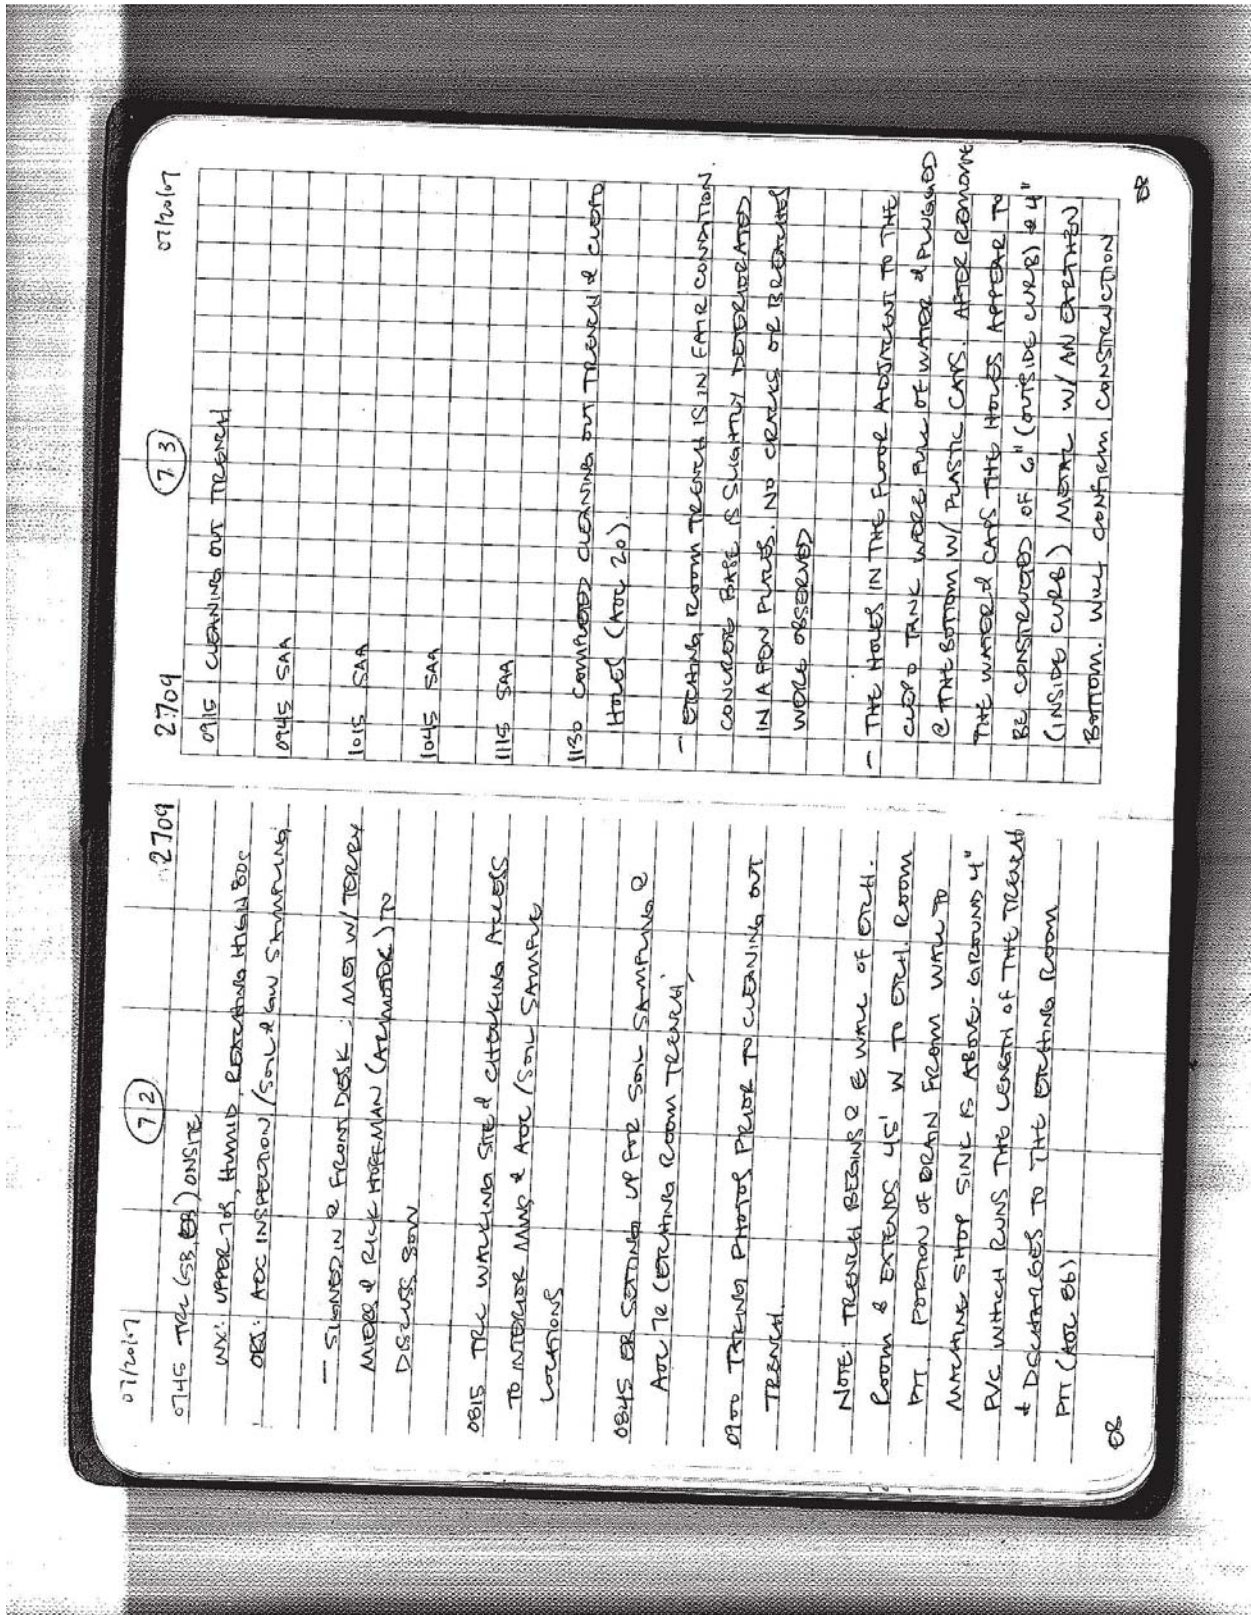 07/20/07
72
2709
0745 TRC (SB, EB) ONSITE
WX: UPPER 70s, HUMID, REACHING HIGH 80s
OBJ: AOC INSPECTION / SOIL & GW SAMPLING
- SIGNED IN @ FRONT DESK. MET W/ TERRY
MIERS & RICK HOFFMAN (ARMOTEK) TO
DISCUSS SOW
0815 TRC WALKING SITE & CHECKING ACCESS
TO INTERIOR MWs & AOC / SOIL SAMPLE
LOCATIONS
0845 EB SETTING UP FOR SOIL SAMPLING @
AOC 7e (ETCHING ROOM TRENCH)
0900 TAKING PHOTOS PRIOR TO CLEANING OUT
TRENCH.
NOTE: TRENCH BEGINS @ E WALL OF ETCH.
ROOM & EXTENDS 45' W TO ETCH. ROOM
PIT. PORTION OF DRAIN FROM WALL TO
MACHINE SHOP SINK IS ABOVE-GROUND 4"
PVC WHICH RUNS THE LENGTH OF THE TRENCH
& DISCHARGES TO THE ETCHING ROOM
PIT (AOC 8b)
EB
2709
73
07/20/07
0915 CLEANING OUT TRENCH
0945 SAA
1015 SAA
1045 SAA
1115 SAA
1130 COMPLETED CLEANING OUT TRENCH &
HOLES (AOC 20).
- ETCHING ROOM TRENCH IS IN FAIR CONDITION.
CONCRETE BASE IS SLIGHTLY DETERIORATED
IN A FEW PLACES. NO CRACKS OR BREACHES
WERE OBSERVED
- THE HOLES IN THE FLOOR ADJACENT TO THE
TANK WERE FULL OF WATER & PLUGGED
@ THE BOTTOM W/ PLASTIC CAPS. AFTER REMOVING
THE WATER & CAPS THE HOLES APPEAR TO
BE CONSTRUCTED OF 6" (OUTSIDE CURB) & 4"
(INSIDE CURB) METAL W/ AN EARTHEN
BOTTOM. WILL CONFIRM CONSTRUCTION
EB